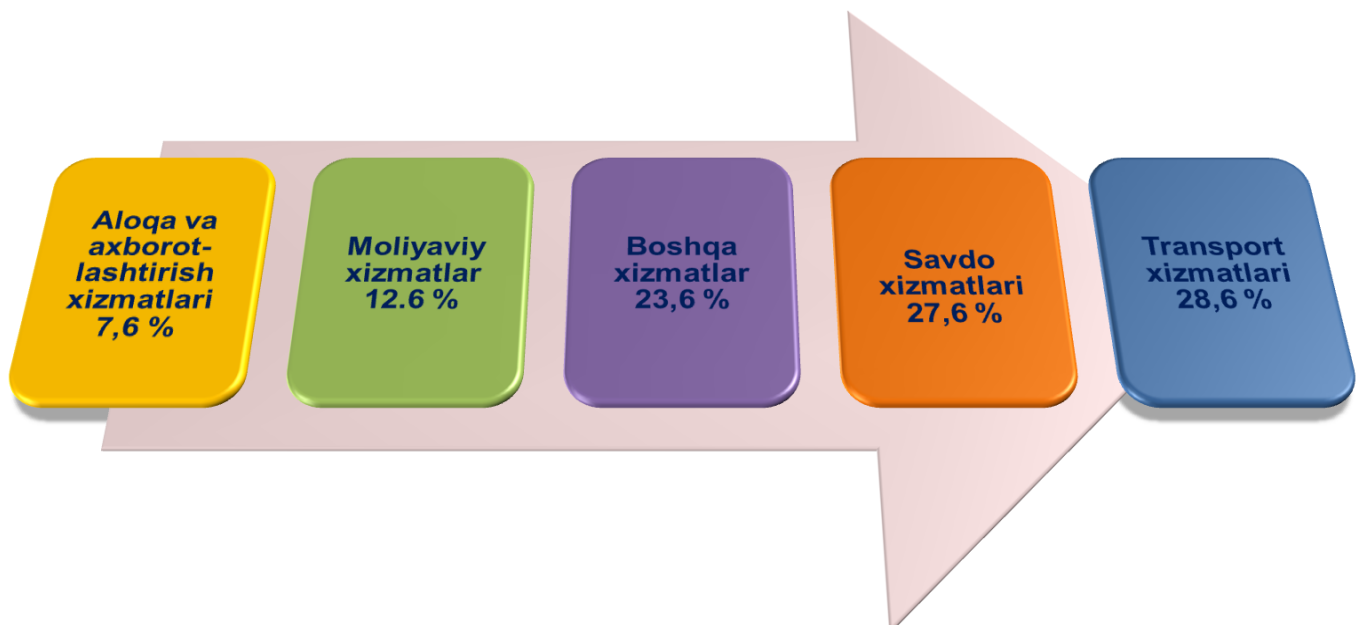 Aloqa va
axborot-
lashtirish
xizmatlari
7,6 %
Moliyaviy
xizmatlar
12.6 %
Boshqa
xizmatlar
23,6 %
Savdo
xizmatlari
27,6 %
Transport
xizmatlari
28,6 %